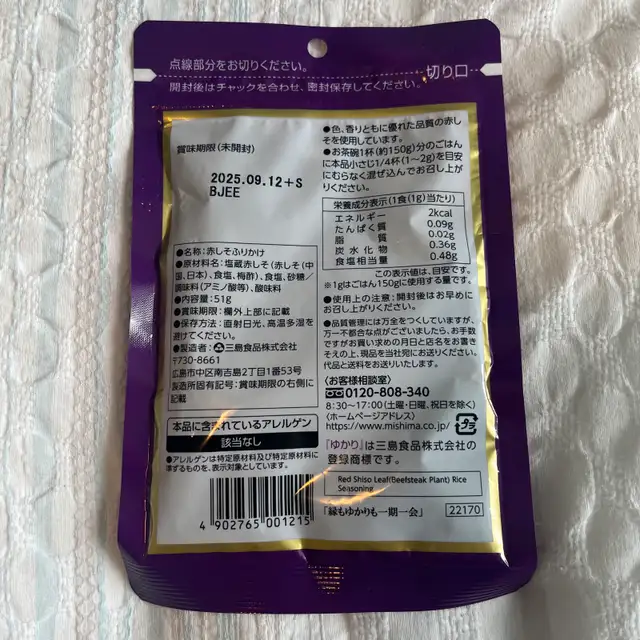 点線部分をお切りください。
切り口
開封後はチャックを合わせ、密封保存してください。
賞味期限(未開封)
2025.09.12+S
BJEE
●名称:赤しそふりかけ
●原材料名:塩蔵赤しそ(赤しそ(中
国、日本)、食塩、梅酢)、食塩、砂糖/
調味料(アミノ酸等)、酸味料
●内容量:51g
●賞味期限:欄外上部に記載
●保存方法:直射日光、高温多湿を
避けてください。
●製造者:三島食品株式会社
〒730-8661
広島市中区南吉島2丁目1番53号
製造所固有記号:賞味期限の右側に
記載
本品に含まれているアレルゲン
該当なし
●アレルゲンは特定原材料及び特定原材料に
準ずるものを、表示対象としています。
4 902765 001215
●色、香りともに優れた品質の赤し
そを使用しています。
●お茶碗1杯(約150g)分のごはん
に本品小さじ1/4杯(1~2g)を目安
にむらなく混ぜ込んでお召し上が
りください。
栄養成分表示(1食(1g)当たり)
エネルギー 2kcal
たんぱく質 0.09g
脂質 0.02g
炭水化物 0.36g
食塩相当量 0.48g
この表示値は、目安です。
※1gはごはん150gに使用する量です。
●使用上の注意:開封後はお早めに
お召し上がりください。
●品質管理には万全をつくしていますが、
万一不都合な点がございましたら、お手数
ですがお買い求めの月日と店名をお書き
そえの上、現品を当社宛にお送りください。
代品と送料をお送りいたします。
〈お客様相談室〉
0120-808-340
8:30~17:00(土曜・日曜、祝日を除く)
〈ホームページアドレス〉
https://www.mishima.co.jp/
プラ
『ゆかり』は三島食品株式会社の
登録商標です。
Red Shiso Leaf(Beefsteak Plant) Rice
Seasoning
「縁もゆかりも一期一会」
22170